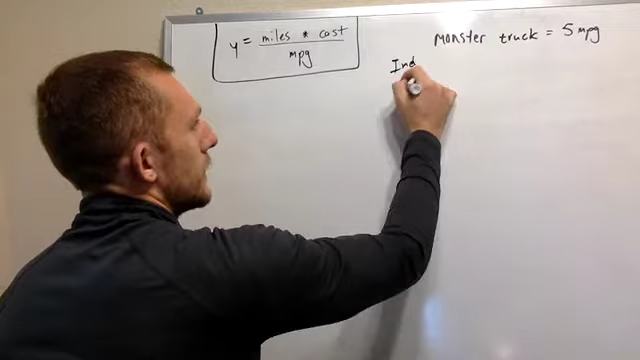 y = miles * cost
mpg
Monster truck = 5 mpg
Ind